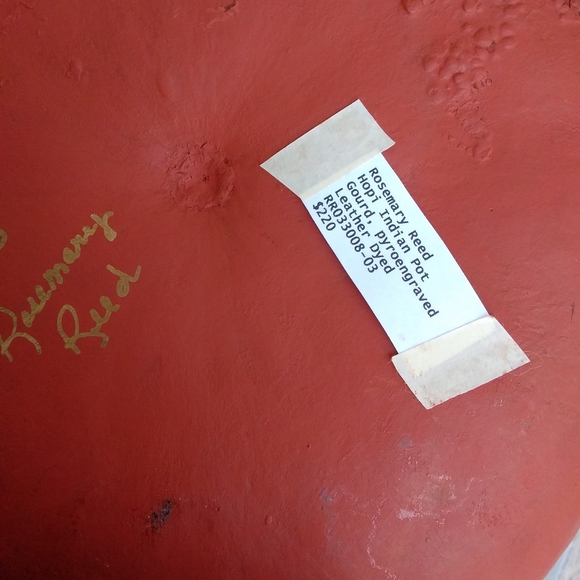 Rosemary
Reed
Rosemary Reed
Hopi Indian Pot
Gourd, pyroengraved
Leather Dyed
RR033008-03
$220